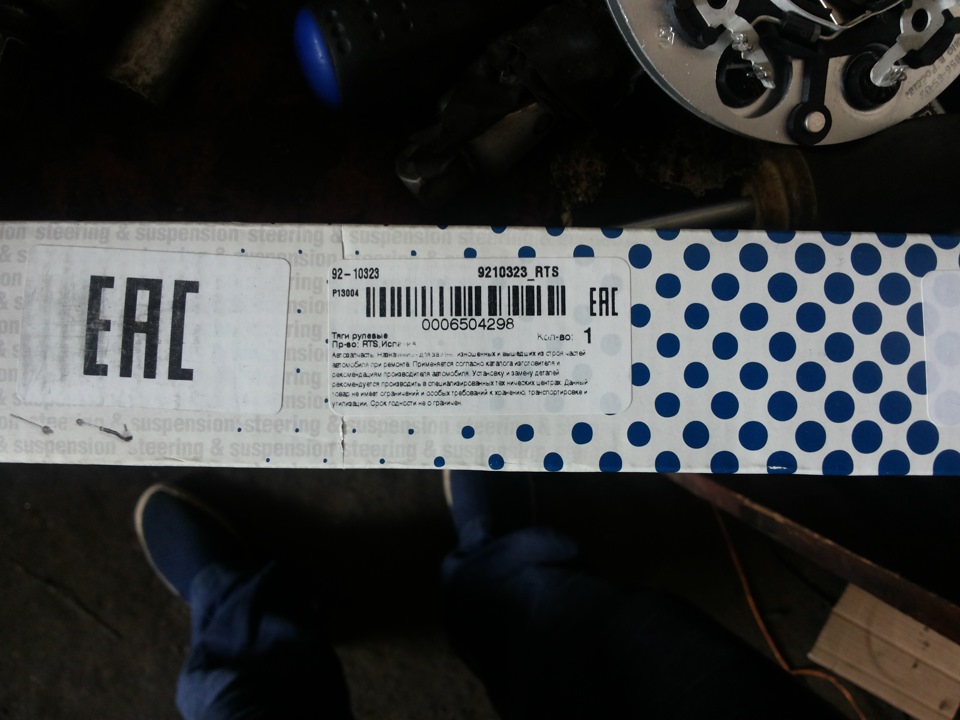 steering & suspension steering & suspension steering
EAC
92-10323
9210323_RTS
P13004
EAC
0006504298
Тяги рулевые
Кол-во: 1
Пр-во: RTS, Испания
Автозапчасть. Назначение: для замены изношенных и вышедших из строя частей
автомобиля при ремонте. Применяется согласно каталога изготовителя и
рекомендациям производителя автомобиля. Установку и замену деталей
рекомендуется производить в специализированных технических центрах. Данный
товар не имеет ограничений и особых требований к хранению, транспортировке и
утилизации. Срок годности не ограничен.
suspension steering & suspension
steering & suspension steering